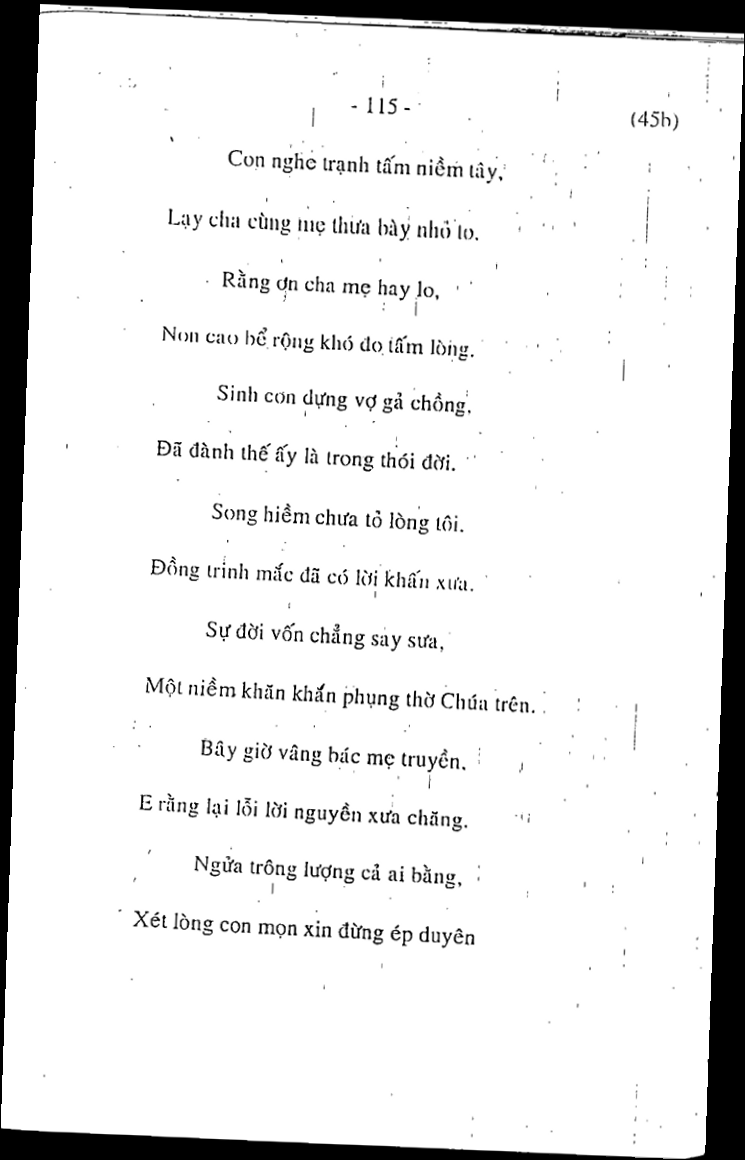 - 115 -
(45b)
Con nghe trạnh tấm niềm tây,
Lạy cha cùng mẹ thưa bày nhỏ to.
Rằng ơn cha mẹ hay lo,
Non cao bể rộng khó đo tấm lòng.
Sinh con dựng vợ gả chồng,
Đã đành thế ấy là trong thói đời.
Song hiềm chưa tỏ lòng tôi.
Đồng trinh mắc đã có lời khấn xưa.
Sự đời vốn chẳng say sưa,
Một niềm khăn khắn phụng thờ Chúa trên.
Bây giờ vâng bác mẹ truyền,
E rằng lại lỗi lời nguyền xưa chăng.
Ngửa trông lượng cả ai bằng,
Xét lòng con mọn xin đừng ép duyên